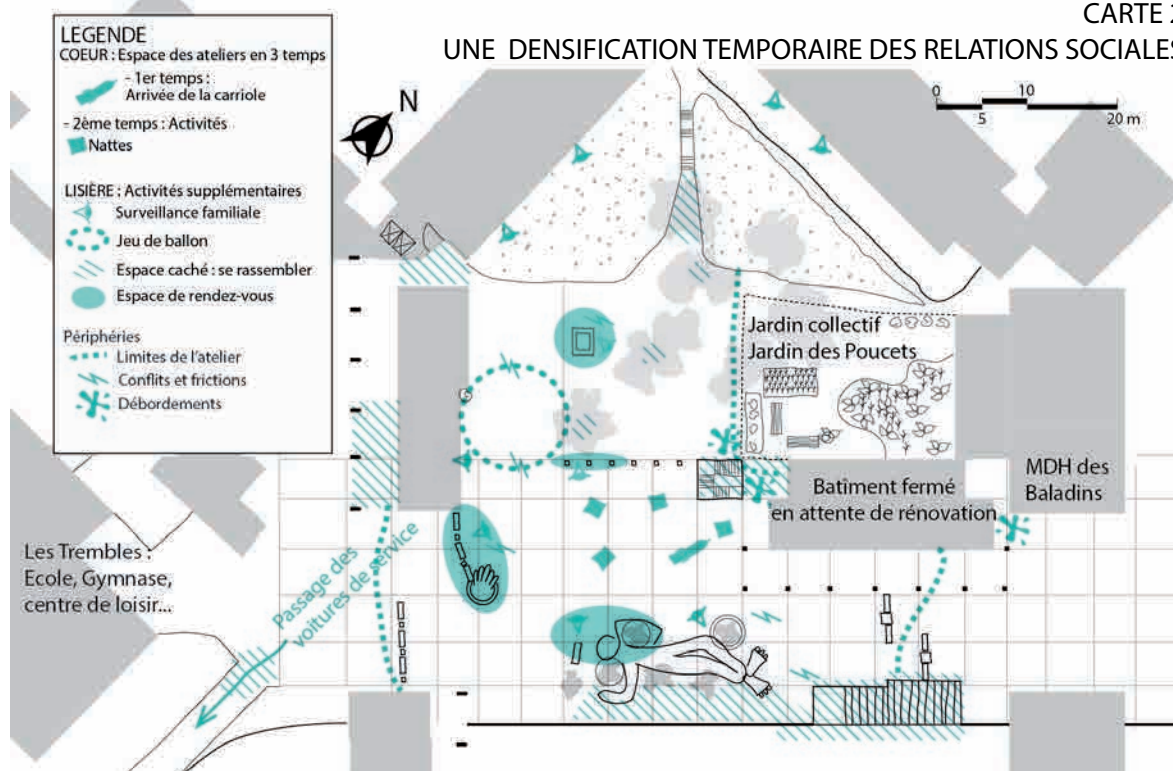 CARTE 2
UNE DENSIFICATION TEMPORAIRE DES RELATIONS SOCIALES
LEGENDE
COEUR : Espace des ateliers en 3 temps
- 1er temps :
Arrivée de la carriole
- 2ème temps : Activités
Nattes
LISIÈRE : Activités supplémentaires
Surveillance familiale
Jeu de ballon
Espace caché : se rassembler
Espace de rendez-vous
Périphéries
Limites de l'atelier
Conflits et frictions
Débordements
N
0 10
5 20 m
Jardin collectif
Jardin des Poucets
MDH des
Baladins
Batîment fermé
en attente de rénovation
Les Trembles :
Ecole, Gymnase,
centre de loisir...
Passage des
voitures de service